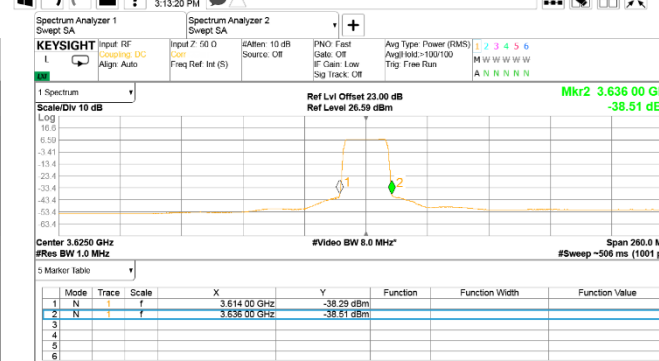 3:13:20 PM
Spectrum Analyzer 1
Swept SA
Spectrum Analyzer 2
Swept SA
KEYSIGHT
L
Input: RF
Coupling: DC
Align: Auto
Input Z: 50 Ω
Corr
Freq Ref: Int (S)
#Atten: 10 dB
Source: Off
PNO: Fast
Gate: Off
IF Gain: Low
Sig Track: Off
Avg Type: Power (RMS)
Avg|Hold:>100/100
Trig: Free Run
1 2 3 4 5 6
M W W W W W
A N N N N N
1 Spectrum
Scale/Div 10 dB
Log
Ref Lvl Offset 23.00 dB
Ref Level 26.59 dBm
Mkr2 3.636 00 G
-38.51 dB
16.6
6.59
-3.41
-13.4
-23.4
-33.4
-43.4
-53.4
-63.4
1
2
Center 3.6250 GHz
#Res BW 1.0 MHz
#Video BW 8.0 MHz*
Span 260.0 M
#Sweep ~506 ms (1001 p
5 Marker Table
Mode Trace Scale X Y Function Function Width Function Value
1 N 1 f 3.614 00 GHz -38.29 dBm
2 N 1 f 3.636 00 GHz -38.51 dBm
3
4
5
6